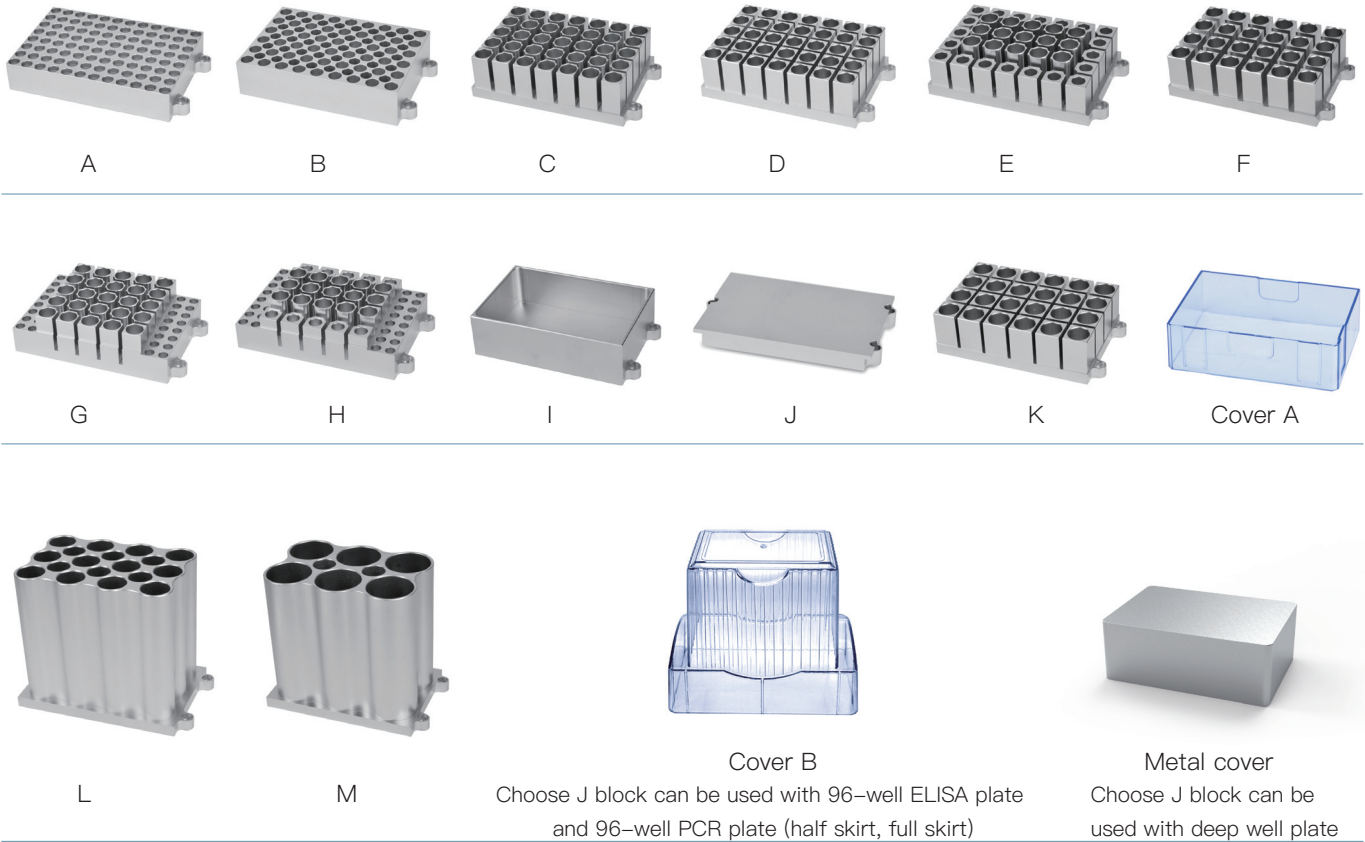 A
B
C
D
E
F
G
H
I
J
K
Cover A
L
M
Cover B
Choose J block can be used with 96–well ELISA plate
and 96–well PCR plate (half skirt, full skirt)
Metal cover
Choose J block can be
used with deep well plate